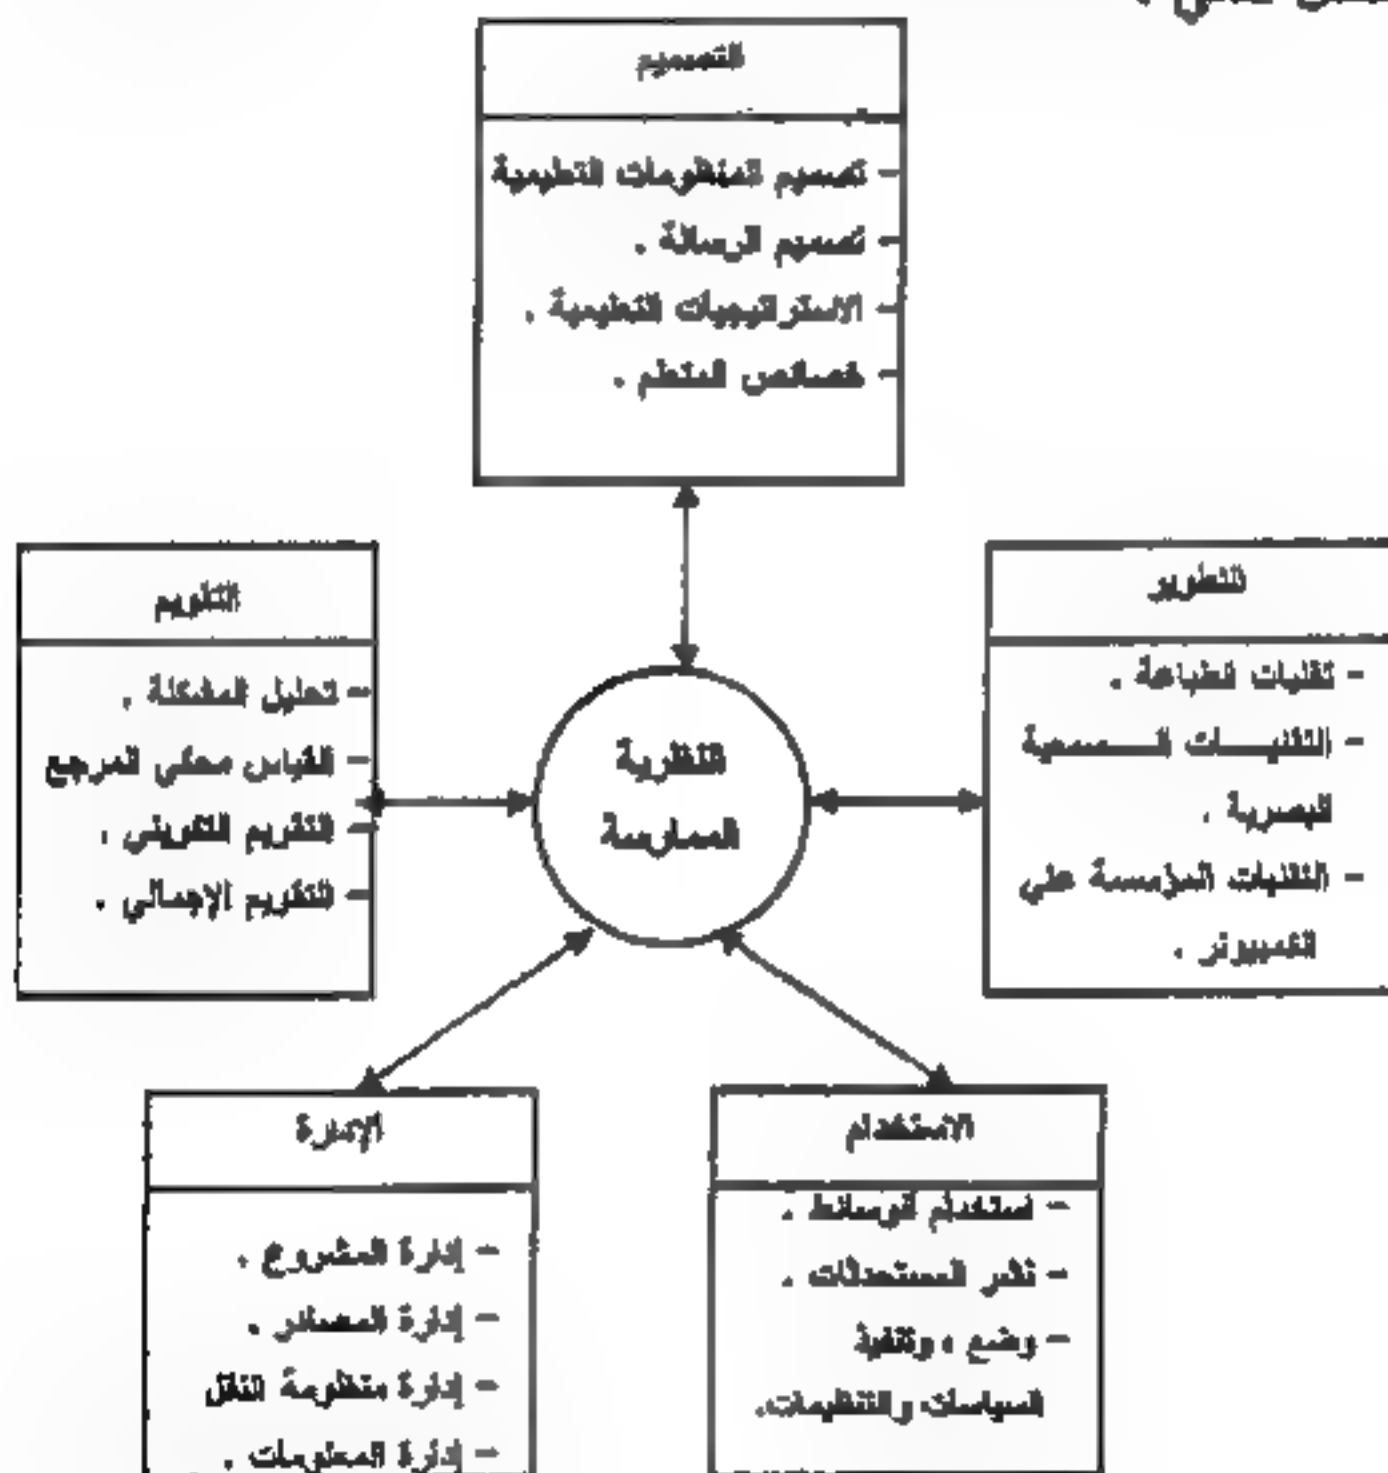 التصميم
- تصميم المنظومات التعليمية
- تصميم الرسالة .
- الاستراتيجيات التعليمية .
- خصائص المتعلم .
التطوير
- تقنيات الطباعة .
- التقنيات السمعية
البصرية .
- التقنيات المؤسسة علي
الكمبيوتر .
النظرية
الممارسة
التقويم
- تحليل المشكلة .
- القياس محكي المرجع
- التقويم التكويني .
- التقويم الإجمالي .
الاستخدام
- استخدام الوسائط .
- نشر المستحدثات .
- وضع ، وتنفيذ
السياسات والتنظيمات.
الإدارة
- إدارة المشروع .
- إدارة المصادر .
- إدارة منظومة النقل
- إدارة المعلومات .